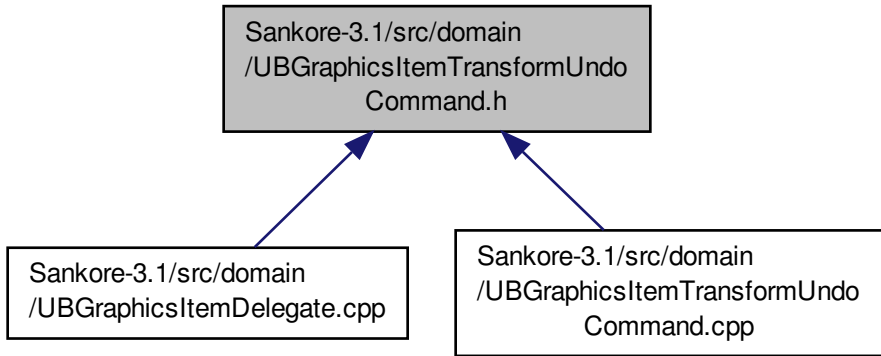 Sankore-3.1/src/domain
/UBGraphicsItemTransformUndo
Command.h
Sankore-3.1/src/domain
/UBGraphicsItemDelegate.cpp
Sankore-3.1/src/domain
/UBGraphicsItemTransformUndo
Command.cpp